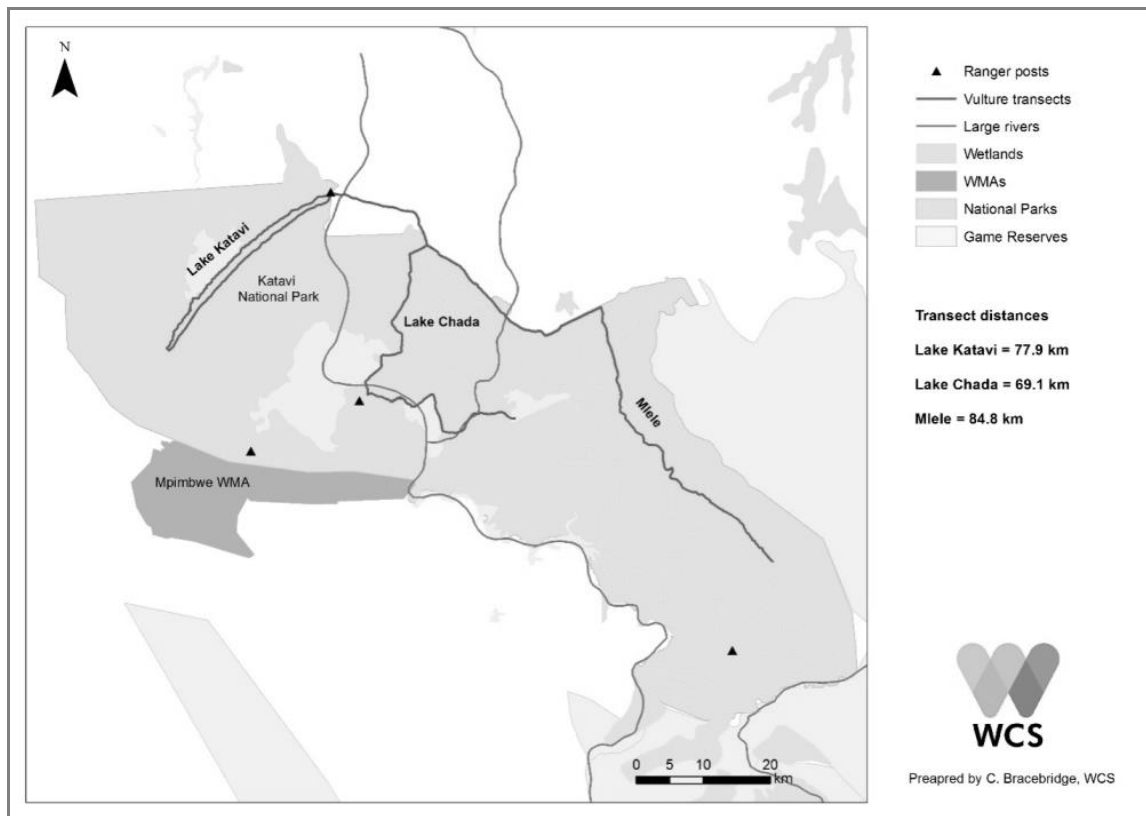 N
Ranger posts
Vulture transects
Large rivers
Wetlands
WMAs
National Parks
Game Reserves
Lake Katavi
Katavi
National Park
Lake Chada
Mlele
Mpimbwe WMA
Transect distances
Lake Katavi = 77.9 km
Lake Chada = 69.1 km
Mlele = 84.8 km
0 5 10 20
km
WCS
Preapred by C. Bracebridge, WCS